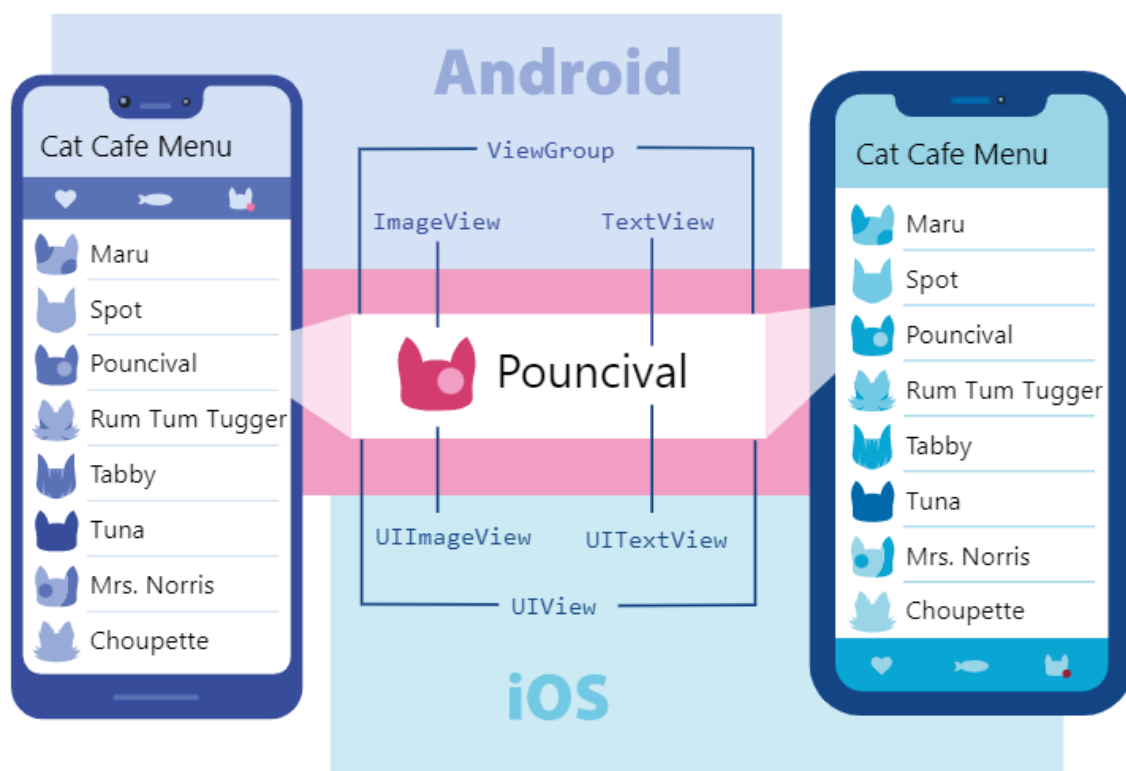 Android
Cat Cafe Menu
Maru
Spot
Pouncival
Rum Tum Tugger
Tabby
Tuna
Mrs. Norris
Choupette
ViewGroup
ImageView
TextView
Pouncival
UIImageView
UITextView
UIView
iOS
Cat Cafe Menu
Maru
Spot
Pouncival
Rum Tum Tugger
Tabby
Tuna
Mrs. Norris
Choupette